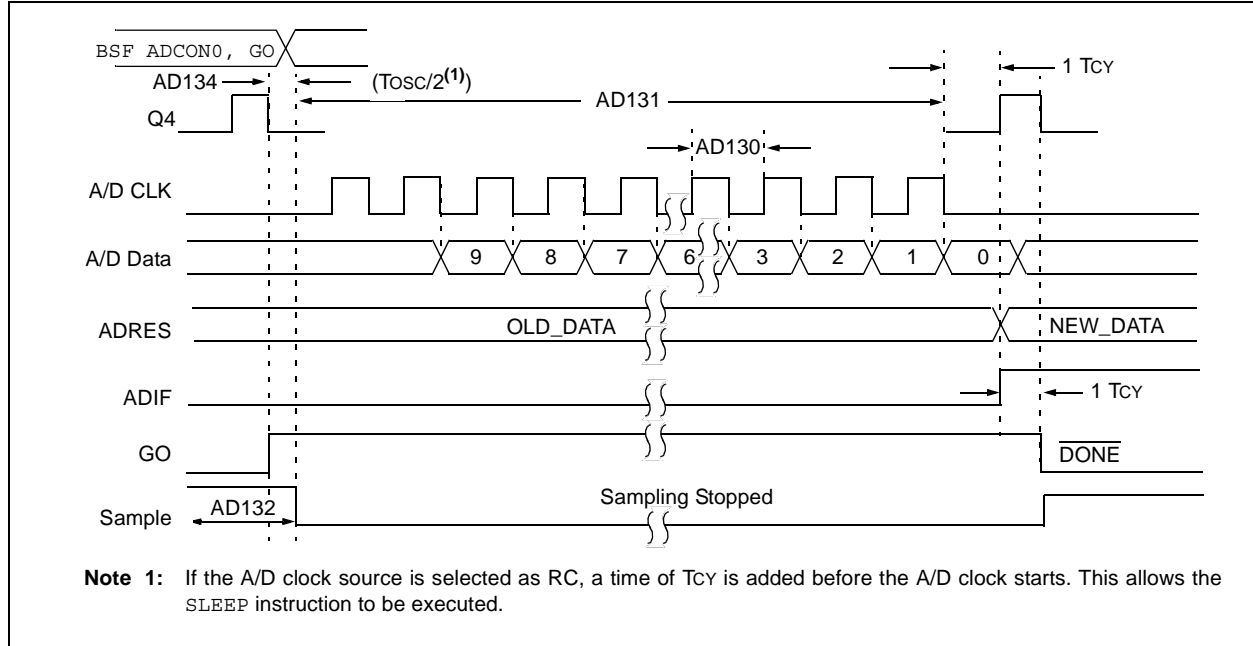 BSF ADCON0, GO
AD134
(TOSC/2(1))
1 TCY
AD131
Q4
AD130
A/D CLK
A/D Data
9 8 7 6 3 2 1 0
ADRES
OLD_DATA
NEW_DATA
ADIF
1 TCY
GO
DONE
Sampling Stopped
Sample
AD132
Note 1: If the A/D clock source is selected as RC, a time of TCY is added before the A/D clock starts. This allows the
SLEEP instruction to be executed.